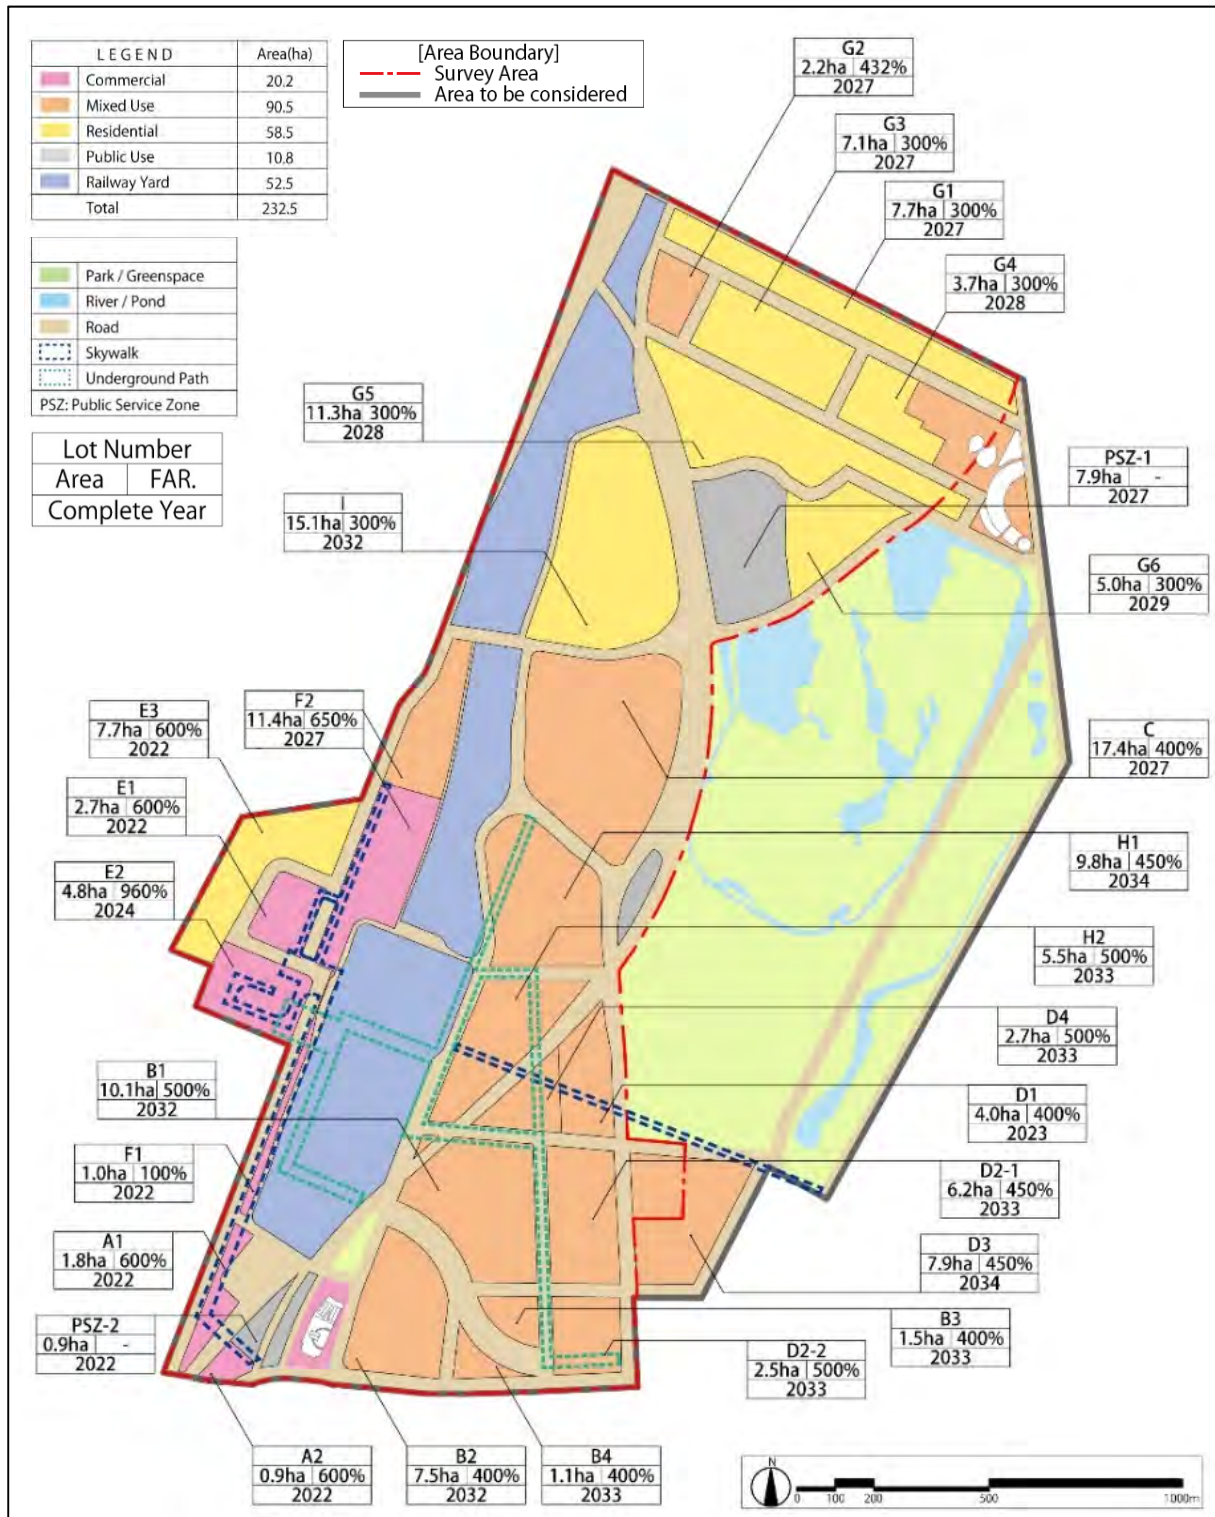 LEGEND Area(ha)
Commercial 20.2
Mixed Use 90.5
Residential 58.5
Public Use 10.8
Railway Yard 52.5
Total 232.5
[Area Boundary]
Survey Area
Area to be considered
Park / Greenspace
River / Pond
Road
Skywalk
Underground Path
PSZ: Public Service Zone
Lot Number
Area FAR.
Complete Year
G2
2.2ha 432%
2027
G3
7.1ha 300%
2027
G1
7.7ha 300%
2027
G4
3.7ha 300%
2028
G5
11.3ha 300%
2028
PSZ-1
7.9ha -
2027
I
15.1ha 300%
2032
G6
5.0ha 300%
2029
E3
7.7ha 600%
2022
F2
11.4ha 650%
2027
C
17.4ha 400%
2027
E1
2.7ha 600%
2022
H1
9.8ha 450%
2034
E2
4.8ha 960%
2024
H2
5.5ha 500%
2033
D4
2.7ha 500%
2033
B1
10.1ha 500%
2032
D1
4.0ha 400%
2023
F1
1.0ha 100%
2022
D2-1
6.2ha 450%
2033
A1
1.8ha 600%
2022
D3
7.9ha 450%
2034
PSZ-2
0.9ha -
2022
B3
1.5ha 400%
2033
D2-2
2.5ha 500%
2033
A2
0.9ha 600%
2022
B2
7.5ha 400%
2032
B4
1.1ha 400%
2033
N
0 100 200 500 1000m